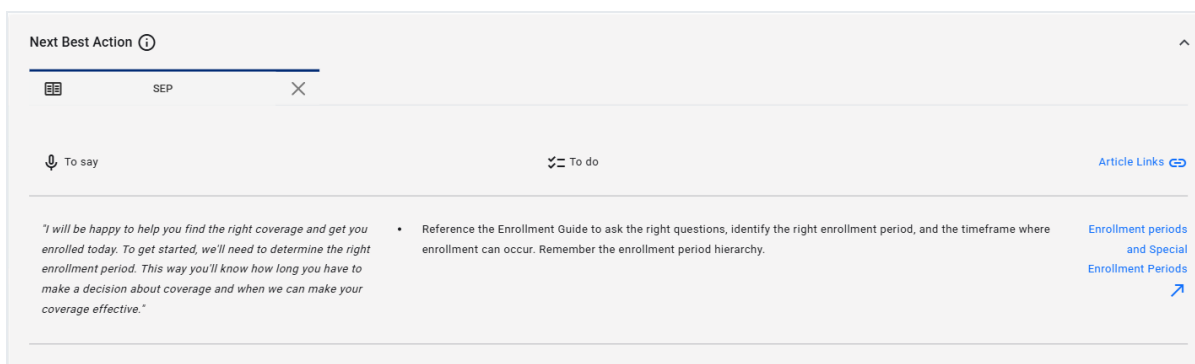 Next Best Action
SEP
To say
To do
Article Links
"I will be happy to help you find the right coverage and get you
enrolled today. To get started, we'll need to determine the right
enrollment period. This way you'll know how long you have to
make a decision about coverage and when we can make your
coverage effective."
• Reference the Enrollment Guide to ask the right questions, identify the right enrollment period, and the timeframe where
enrollment can occur. Remember the enrollment period hierarchy.
Enrollment periods
and Special
Enrollment Periods